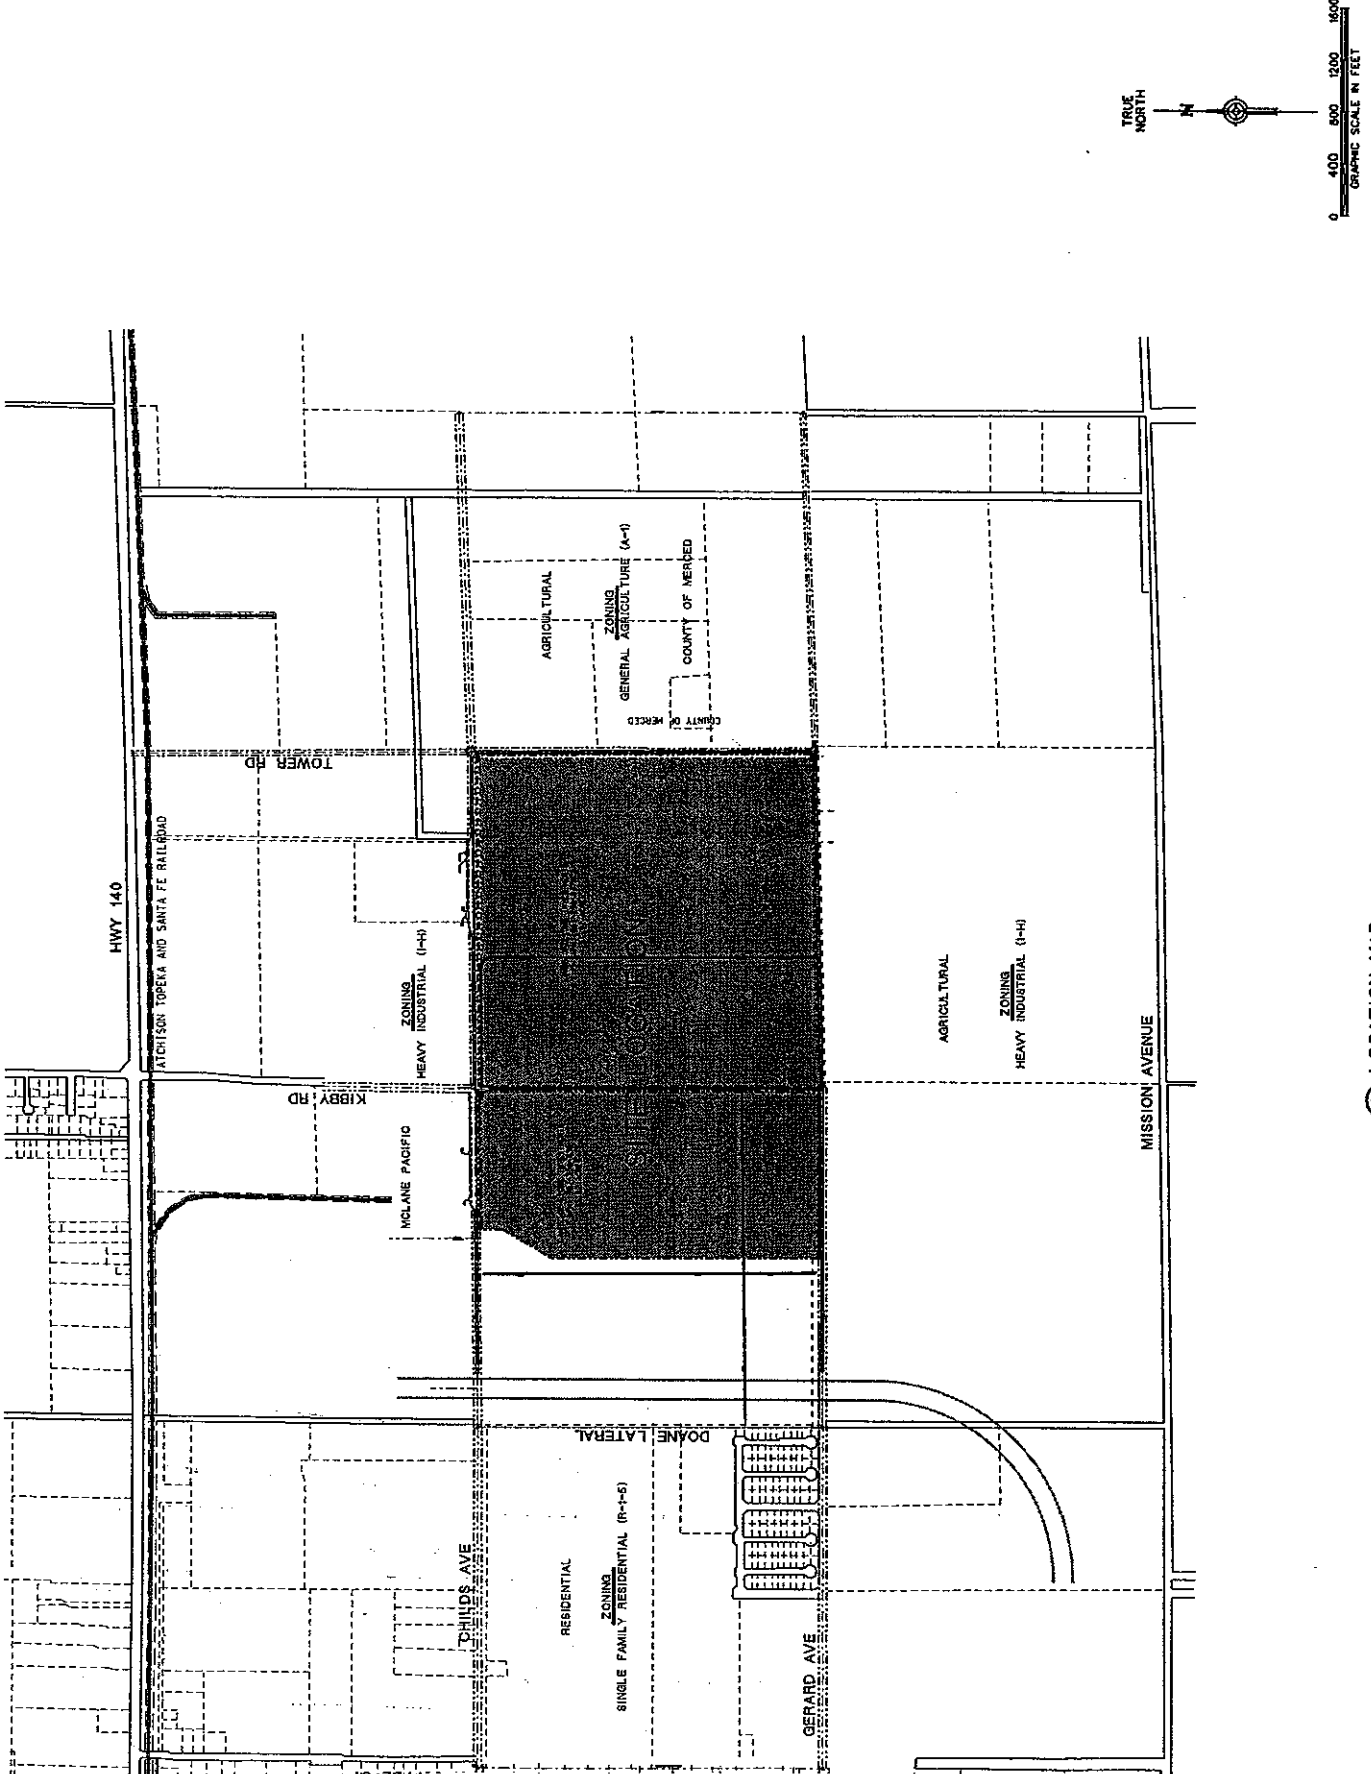 TRUE
NORTH
N
0 400 800 1200 1600
GRAPHIC SCALE IN FEET
HWY 140
ATCHISON TOPEKA AND SANTA FE RAILROAD
TOWER RD
KIBBY RD
MCLANE PACIFIC
ZONING
HEAVY INDUSTRIAL (I-H)
AGRICULTURAL
ZONING
GENERAL AGRICULTURE (A-1)
COUNTY OF MERCED
COUNTY OF MERCED
SITE LOCATION
CHILDS AVE
DOANE LATERAL
RESIDENTIAL
ZONING
SINGLE FAMILY RESIDENTIAL (R-1-5)
GERARD AVE
AGRICULTURAL
ZONING
HEAVY INDUSTRIAL (I-H)
MISSION AVENUE